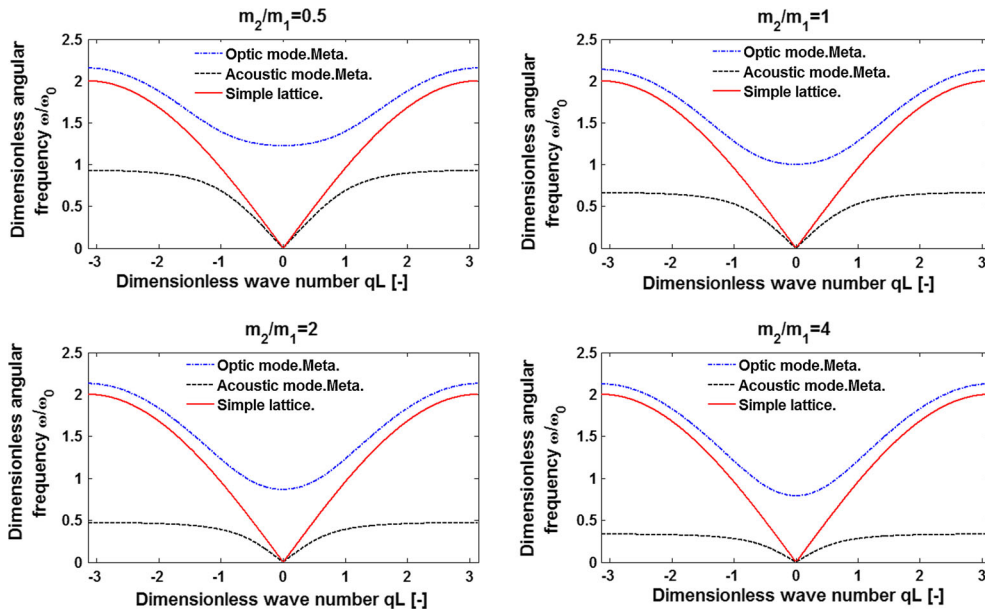 m2/m1=0.5
2.5
2
1.5
1
0.5
0
Dimensionless angular
frequency ω/ω0
Optic mode.Meta.
Acoustic mode.Meta.
Simple lattice.
-3 -2 -1 0 1 2 3
Dimensionless wave number qL [-]
m2/m1=1
2.5
2
1.5
1
0.5
0
Dimensionless angular
frequency ω/ω0
Optic mode.Meta.
Acoustic mode.Meta.
Simple lattice.
-3 -2 -1 0 1 2 3
Dimensionless wave number qL [-]
m2/m1=2
2.5
2
1.5
1
0.5
0
Dimensionless angular
frequency ω/ω0
Optic mode.Meta.
Acoustic mode.Meta.
Simple lattice.
-3 -2 -1 0 1 2 3
Dimensionless wave number qL [-]
m2/m1=4
2.5
2
1.5
1
0.5
0
Dimensionless angular
frequency ω/ω0
Optic mode.Meta.
Acoustic mode.Meta.
Simple lattice.
-3 -2 -1 0 1 2 3
Dimensionless wave number qL [-]